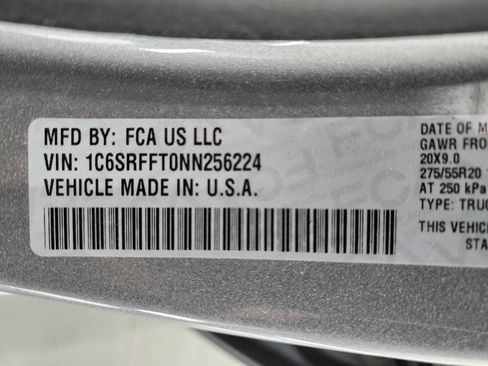 MFD BY: FCA US LLC
VIN: 1C6SRFFT0NN256224
VEHICLE MADE IN: U.S.A.
DATE OF M
GAWR FRO
20X9.0
275/55R20
AT 250 kPa
TYPE: TRUC
THIS VEHIC
STA